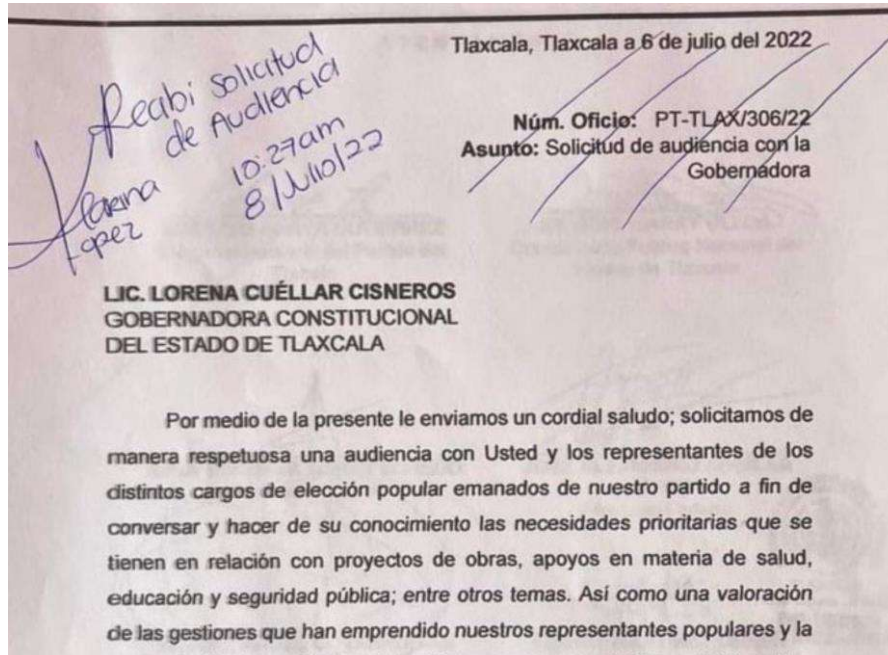 Tlaxcala, Tlaxcala a 6 de julio del 2022
Reabi Solicitud
de Audiencia
10:27am
8/Julio/22
Karina
Lopez
Núm. Oficio: PT-TLAX/306/22
Asunto: Solicitud de audiencia con la
Gobernadora
LIC. LORENA CUÉLLAR CISNEROS
GOBERNADORA CONSTITUCIONAL
DEL ESTADO DE TLAXCALA
Por medio de la presente le enviamos un cordial saludo; solicitamos de
manera respetuosa una audiencia con Usted y los representantes de los
distintos cargos de elección popular emanados de nuestro partido a fin de
conversar y hacer de su conocimiento las necesidades prioritarias que se
tienen en relación con proyectos de obras, apoyos en materia de salud,
educación y seguridad pública; entre otros temas. Así como una valoración
de las gestiones que han emprendido nuestros representantes populares y la